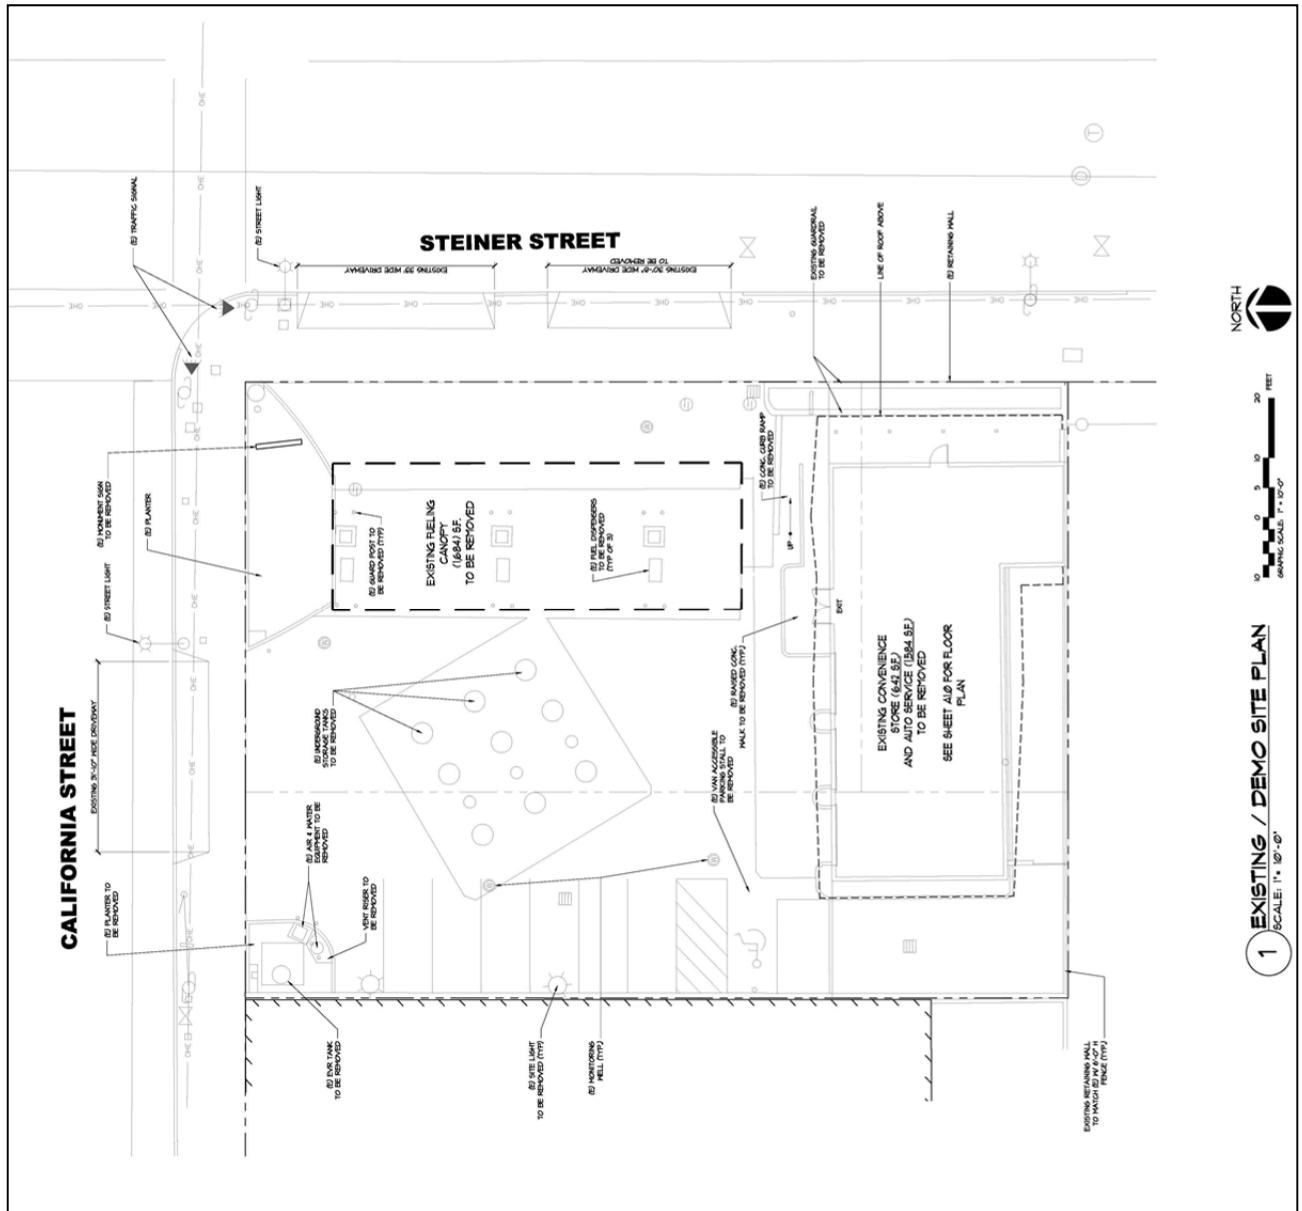 STEINER STREET
CALIFORNIA STREET
(E) TRAFFIC SIGNAL
(E) STREET LIGHT
EXISTING 33' WIDE DRIVEWAY
EXISTING 30'-8" WIDE DRIVEWAY
TO BE REMOVED
EXISTING GUARDRAIL
TO BE REMOVED
LINE OF ROOF ABOVE
(E) RETAINING WALL
(E) MONUMENT SIGN
TO BE REMOVED
(E) PLANTER
(E) STREET LIGHT
(E) GUARD POST TO
BE REMOVED (TYP)
EXISTING FUELING
CANOPY
(1,684) S.F.
TO BE REMOVED
(E) FUEL DISPENSERS
TO BE REMOVED
(TYP OF 3)
(E) CONC. CURB RAMP
TO BE REMOVED
UP
EXIT
(E) RAISED CONC.
WALK TO BE REMOVED (TYP.)
EXISTING CONVENIENCE
STORE (642 S.F.)
AND AUTO SERVICE (1,584 S.F.)
TO BE REMOVED
SEE SHEET A1.0 FOR FLOOR
PLAN
(E) UNDERGROUND
STORAGE TANKS
TO BE REMOVED
(E) VAN ACCESSIBLE
PARKING STALL TO
BE REMOVED
(E) AIR & WATER
EQUIPMENT TO BE
REMOVED
VENT RISER TO
BE REMOVED
(E) PLANTER TO
BE REMOVED
(E) EVR TANK
TO BE REMOVED
(E) SITE LIGHT
TO BE REMOVED (TYP)
(E) MONITORING
WELL (TYP.)
EXISTING RETAINING WALL
TO MATCH (E) W/ 6'-0" H
FENCE (TYP.)
OHE
T
D
NORTH
10 0 5 10 20 FEET
GRAPHIC SCALE: 1" = 10'-0"
1 EXISTING / DEMO SITE PLAN
SCALE: 1" = 10'-0"